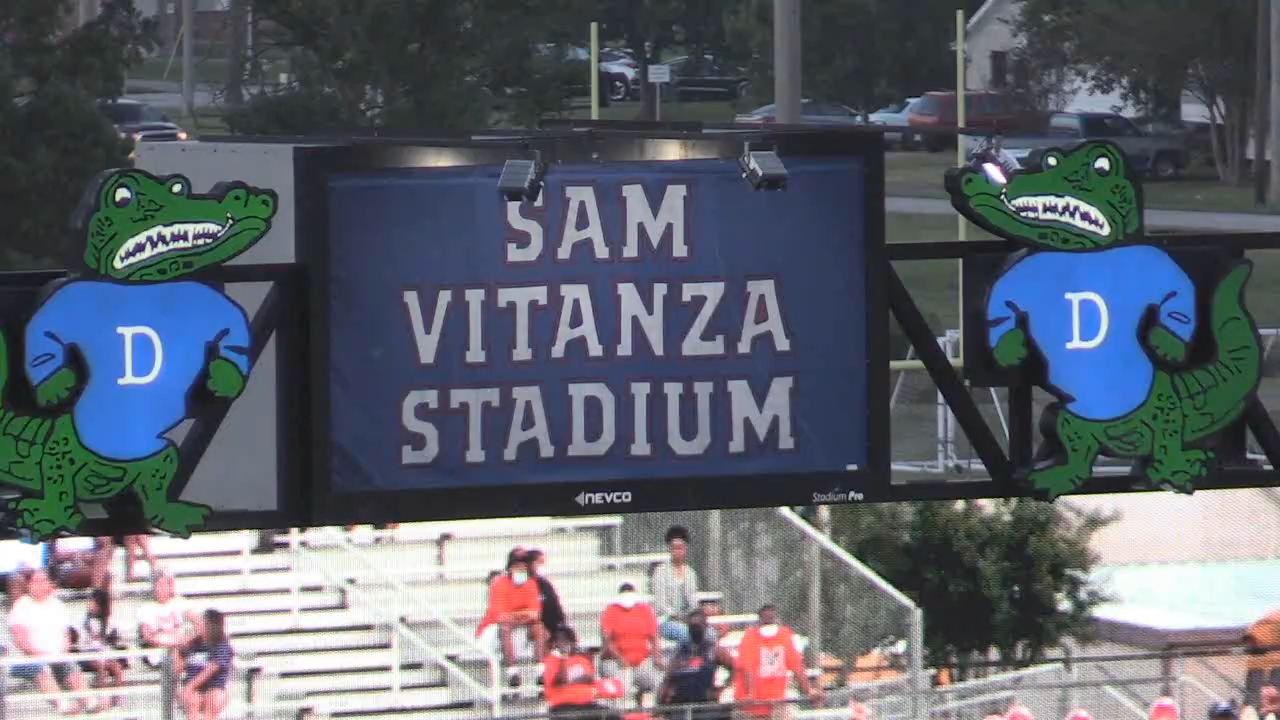 SAM
VITANZA
STADIUM
D
D
NEVCO
Stadium Pro